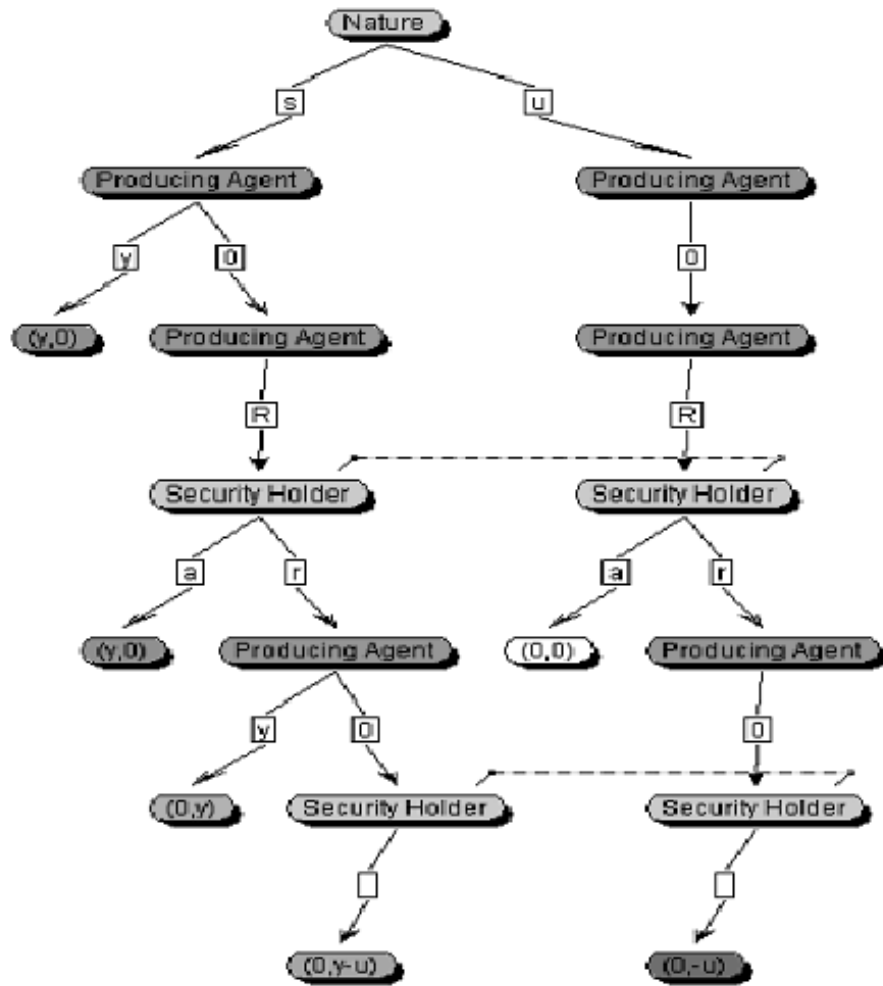 Nature
s u
Producing Agent Producing Agent
y 0 0
(y,0) Producing Agent Producing Agent
R R
Security Holder Security Holder
a r a r
(y,0) Producing Agent (0,0) Producing Agent
y 0 0
(0,y) Security Holder Security Holder
(0,y-u) (0,-u)